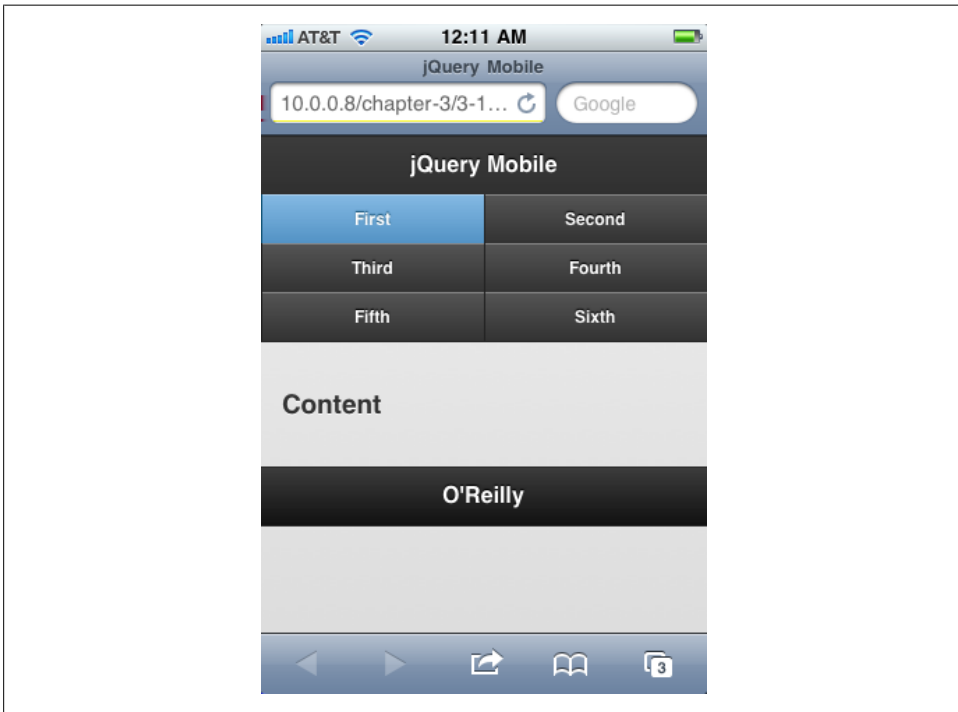 AT&T 12:11 AM
jQuery Mobile
10.0.0.8/chapter-3/3-1... Google
jQuery Mobile
First Second
Third Fourth
Fifth Sixth
Content
O'Reilly
3